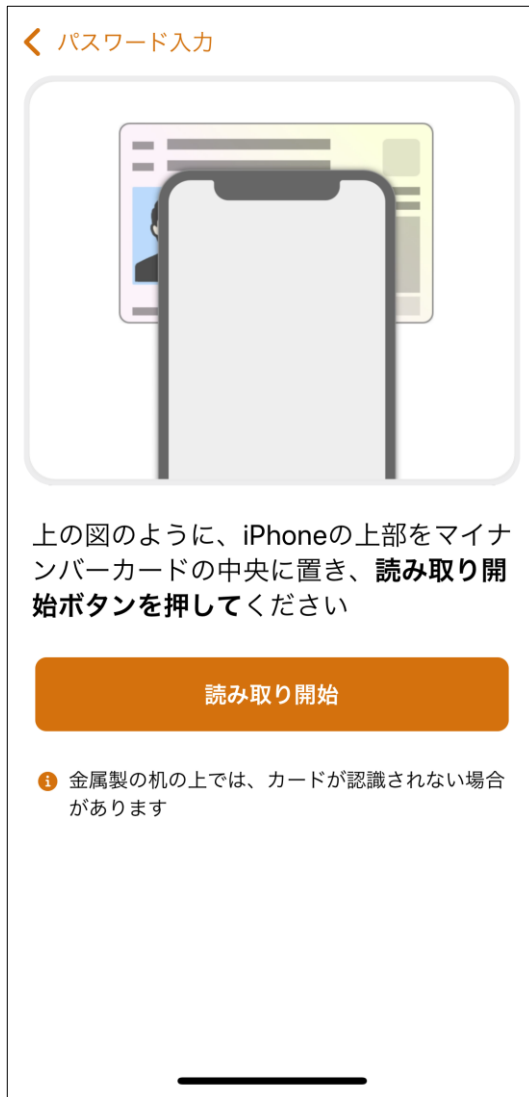 パスワード入力
上の図のように、iPhoneの上部をマイナ
ンバーカードの中央に置き、読み取り開
始ボタンを押してください
読み取り開始
金属製の机の上では、カードが認識されない場合
があります